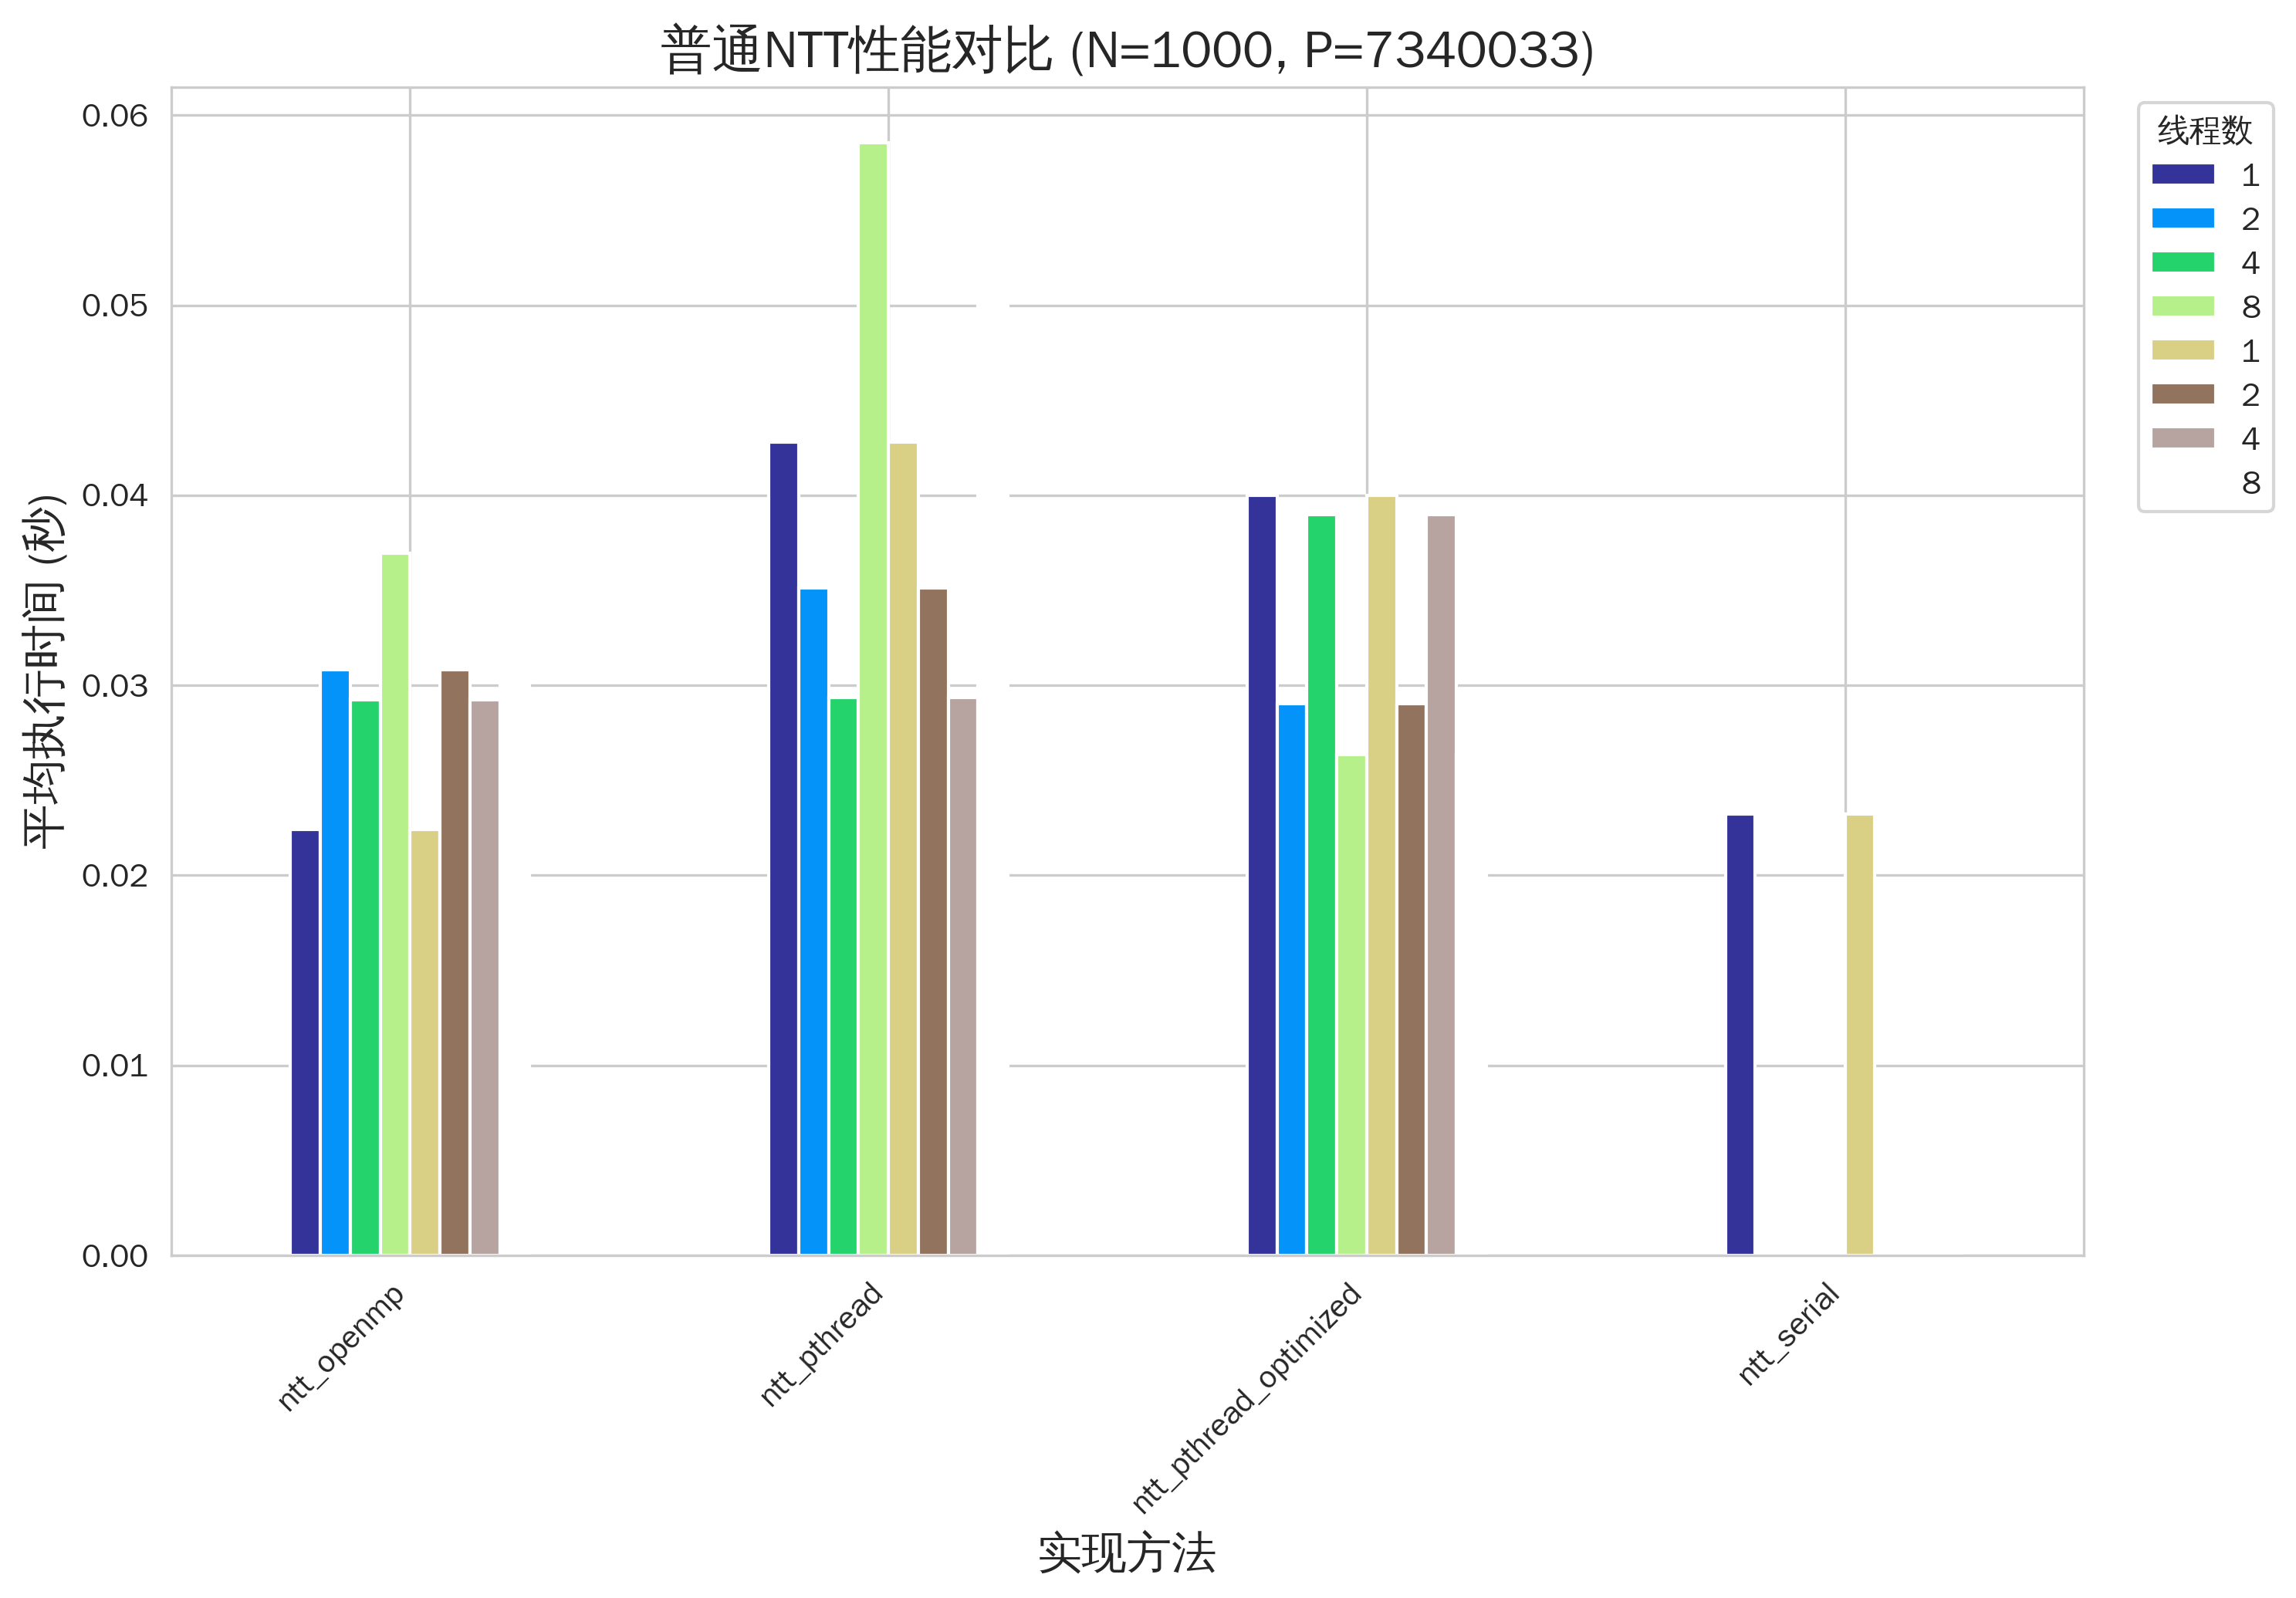 普通NTT性能对比 (N=1000, P=7340033)
平均执行时间 (秒)
0.06
0.05
0.04
0.03
0.02
0.01
0.00
线程数
1
2
4
8
1
2
4
8
ntt_openmp
ntt_pthread
ntt_pthread_optimized
ntt_serial
实现方法